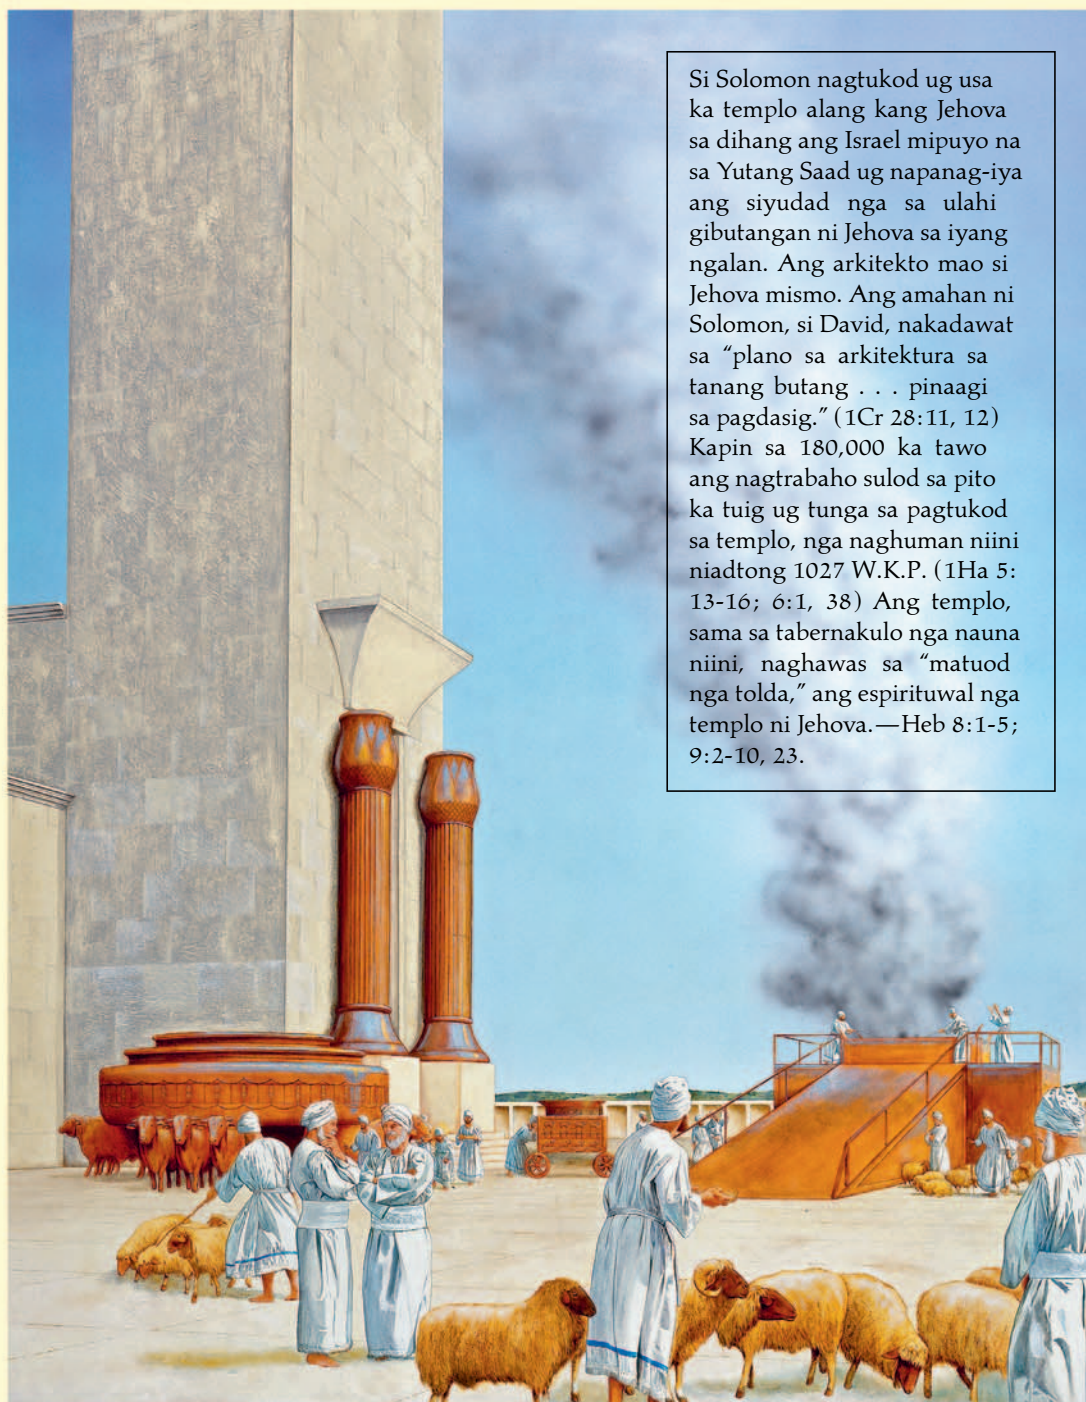 Si Solomon nagtukod ug usa
ka templo alang kang Jehova
sa dihang ang Israel mipuyo na
sa Yutang Saad ug napanag-iya
ang siyudad nga sa ulahi
gibutangan ni Jehova sa iyang
ngalan. Ang arkitekto mao si
Jehova mismo. Ang amahan ni
Solomon, si David, nakadawat
sa “plano sa arkitektura sa
tanang butang . . . pinaagi
sa pagdasig.” (1Cr 28:11, 12)
Kapin sa 180,000 ka tawo
ang nagtrabaho sulod sa pito
ka tuig ug tunga sa pagtukod
sa templo, nga naghuman niini
niadtong 1027 W.K.P. (1Ha 5:
13-16; 6:1, 38) Ang templo,
sama sa tabernakulo nga nauna
niini, naghawas sa “matuod
nga tolda,” ang espirituwal nga
templo ni Jehova.—Heb 8:1-5;
9:2-10, 23.